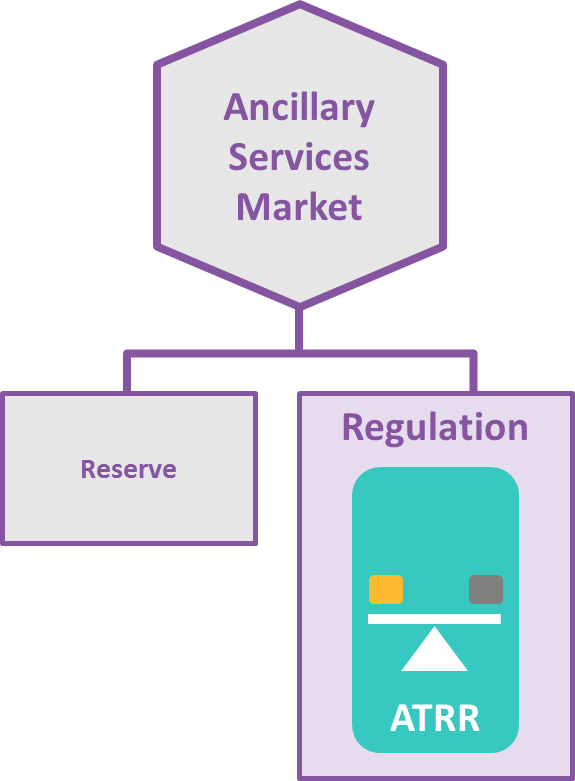 Ancillary
Services
Market
Reserve
Regulation
ATRR